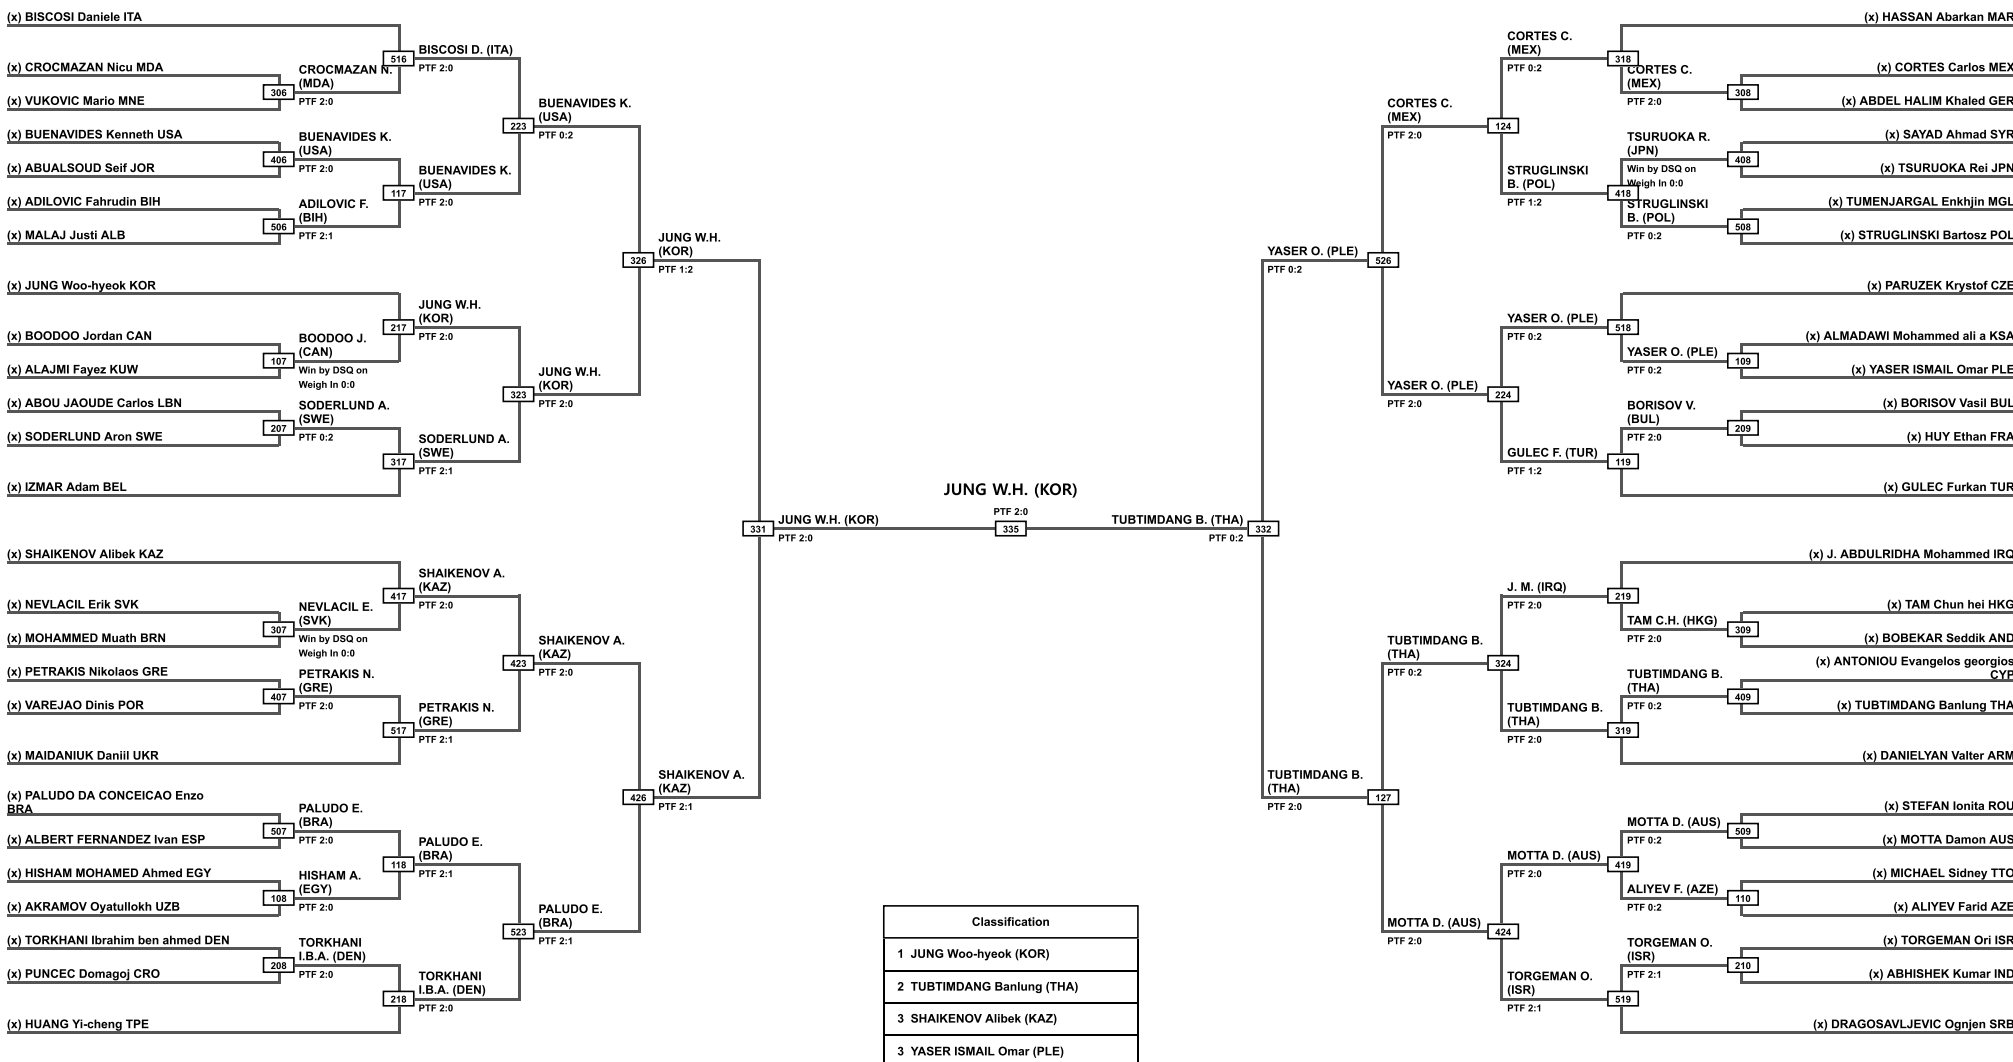 (x) BISCOSI Daniele ITA
(x) CROCMAZAN Nicu MDA
(x) VUKOVIC Mario MNE
(x) BUENAVIDES Kenneth USA
(x) ABUALSOUD Seif JOR
(x) ADILOVIC Fahrudin BIH
(x) MALAJ Justi ALB
(x) JUNG Woo-hyeok KOR
(x) BOODOO Jordan CAN
(x) ALAJMI Fayez KUW
(x) ABOU JAOUDE Carlos LBN
(x) SODERLUND Aron SWE
(x) IZMAR Adam BEL
(x) SHAIKENOV Alibek KAZ
(x) NEVLACIL Erik SVK
(x) MOHAMMED Muath BRN
(x) PETRAKIS Nikolaos GRE
(x) VAREJAO Dinis POR
(x) MAIDANIUK Daniil UKR
(x) PALUDO DA CONCEICAO Enzo
BRA
(x) ALBERT FERNANDEZ Ivan ESP
(x) HISHAM MOHAMED Ahmed EGY
(x) AKRAMOV Oyatullokh UZB
(x) TORKHANI Ibrahim ben ahmed DEN
(x) PUNCEC Domagoj CRO
(x) HUANG Yi-cheng TPE
306
CROCMAZAN N.
(MDA)
PTF 2:0
406
BUENAVIDES K.
(USA)
PTF 2:0
506
ADILOVIC F.
(BIH)
PTF 2:1
107
BOODOO J.
(CAN)
Win by DSQ on
Weigh In 0:0
207
SODERLUND A.
(SWE)
PTF 0:2
307
NEVLACIL E.
(SVK)
Win by DSQ on
Weigh In 0:0
407
PETRAKIS N.
(GRE)
PTF 2:0
507
PALUDO E.
(BRA)
PTF 2:0
108
HISHAM A.
(EGY)
PTF 2:0
208
TORKHANI
I.B.A. (DEN)
PTF 2:0
516
BISCOSI D. (ITA)
PTF 2:0
117
BUENAVIDES K.
(USA)
PTF 2:0
217
JUNG W.H.
(KOR)
PTF 2:0
317
SODERLUND A.
(SWE)
PTF 2:1
417
SHAIKENOV A.
(KAZ)
PTF 2:0
517
PETRAKIS N.
(GRE)
PTF 2:1
118
PALUDO E.
(BRA)
PTF 2:1
218
TORKHANI
I.B.A. (DEN)
PTF 2:0
223
BUENAVIDES K.
(USA)
PTF 0:2
323
JUNG W.H.
(KOR)
PTF 2:0
423
SHAIKENOV A.
(KAZ)
PTF 2:0
523
PALUDO E.
(BRA)
PTF 2:1
326
JUNG W.H.
(KOR)
PTF 1:2
426
SHAIKENOV A.
(KAZ)
PTF 2:1
331
JUNG W.H. (KOR)
PTF 2:0
JUNG W.H. (KOR)
PTF 2:0
335
TUBTIMDANG B. (THA)
PTF 0:2
332
YASER O. (PLE)
PTF 0:2
526
TUBTIMDANG B.
(THA)
PTF 2:0
127
CORTES C.
(MEX)
PTF 2:0
124
YASER O. (PLE)
PTF 2:0
224
TUBTIMDANG B.
(THA)
PTF 0:2
324
MOTTA D. (AUS)
PTF 2:0
424
CORTES C.
(MEX)
PTF 0:2
318
STRUGLINSKI
B. (POL)
PTF 1:2
418
YASER O. (PLE)
PTF 0:2
518
GULEC F. (TUR)
PTF 1:2
119
J. M. (IRQ)
PTF 2:0
219
TUBTIMDANG B.
(THA)
PTF 2:0
319
MOTTA D. (AUS)
PTF 2:0
419
TORGEMAN O.
(ISR)
PTF 2:1
519
CORTES C.
(MEX)
PTF 2:0
308
TSURUOKA R.
(JPN)
Win by DSQ on
Weigh In 0:0
408
STRUGLINSKI
B. (POL)
PTF 0:2
508
YASER O. (PLE)
PTF 0:2
109
BORISOV V.
(BUL)
PTF 2:0
209
TAM C.H. (HKG)
PTF 2:0
309
TUBTIMDANG B.
(THA)
PTF 0:2
409
MOTTA D. (AUS)
PTF 0:2
509
ALIYEV F. (AZE)
PTF 0:2
110
TORGEMAN O.
(ISR)
PTF 2:1
210
(x) HASSAN Abarkan MAR
(x) CORTES Carlos MEX
(x) ABDEL HALIM Khaled GER
(x) SAYAD Ahmad SYR
(x) TSURUOKA Rei JPN
(x) TUMENJARGAL Enkhjin MGL
(x) STRUGLINSKI Bartosz POL
(x) PARUZEK Krystof CZE
(x) ALMADAWI Mohammed ali a KSA
(x) YASER ISMAIL Omar PLE
(x) BORISOV Vasil BUL
(x) HUY Ethan FRA
(x) GULEC Furkan TUR
(x) J. ABDULRIDHA Mohammed IRQ
(x) TAM Chun hei HKG
(x) BOBEKAR Seddik AND
(x) ANTONIOU Evangelos georgios
CYP
(x) TUBTIMDANG Banlung THA
(x) DANIELYAN Valter ARM
(x) STEFAN Ionita ROU
(x) MOTTA Damon AUS
(x) MICHAEL Sidney TTO
(x) ALIYEV Farid AZE
(x) TORGEMAN Ori ISR
(x) ABHISHEK Kumar IND
(x) DRAGOSAVLJEVIC Ognjen SRB
Classification
1 JUNG Woo-hyeok (KOR)
2 TUBTIMDANG Banlung (THA)
3 SHAIKENOV Alibek (KAZ)
3 YASER ISMAIL Omar (PLE)